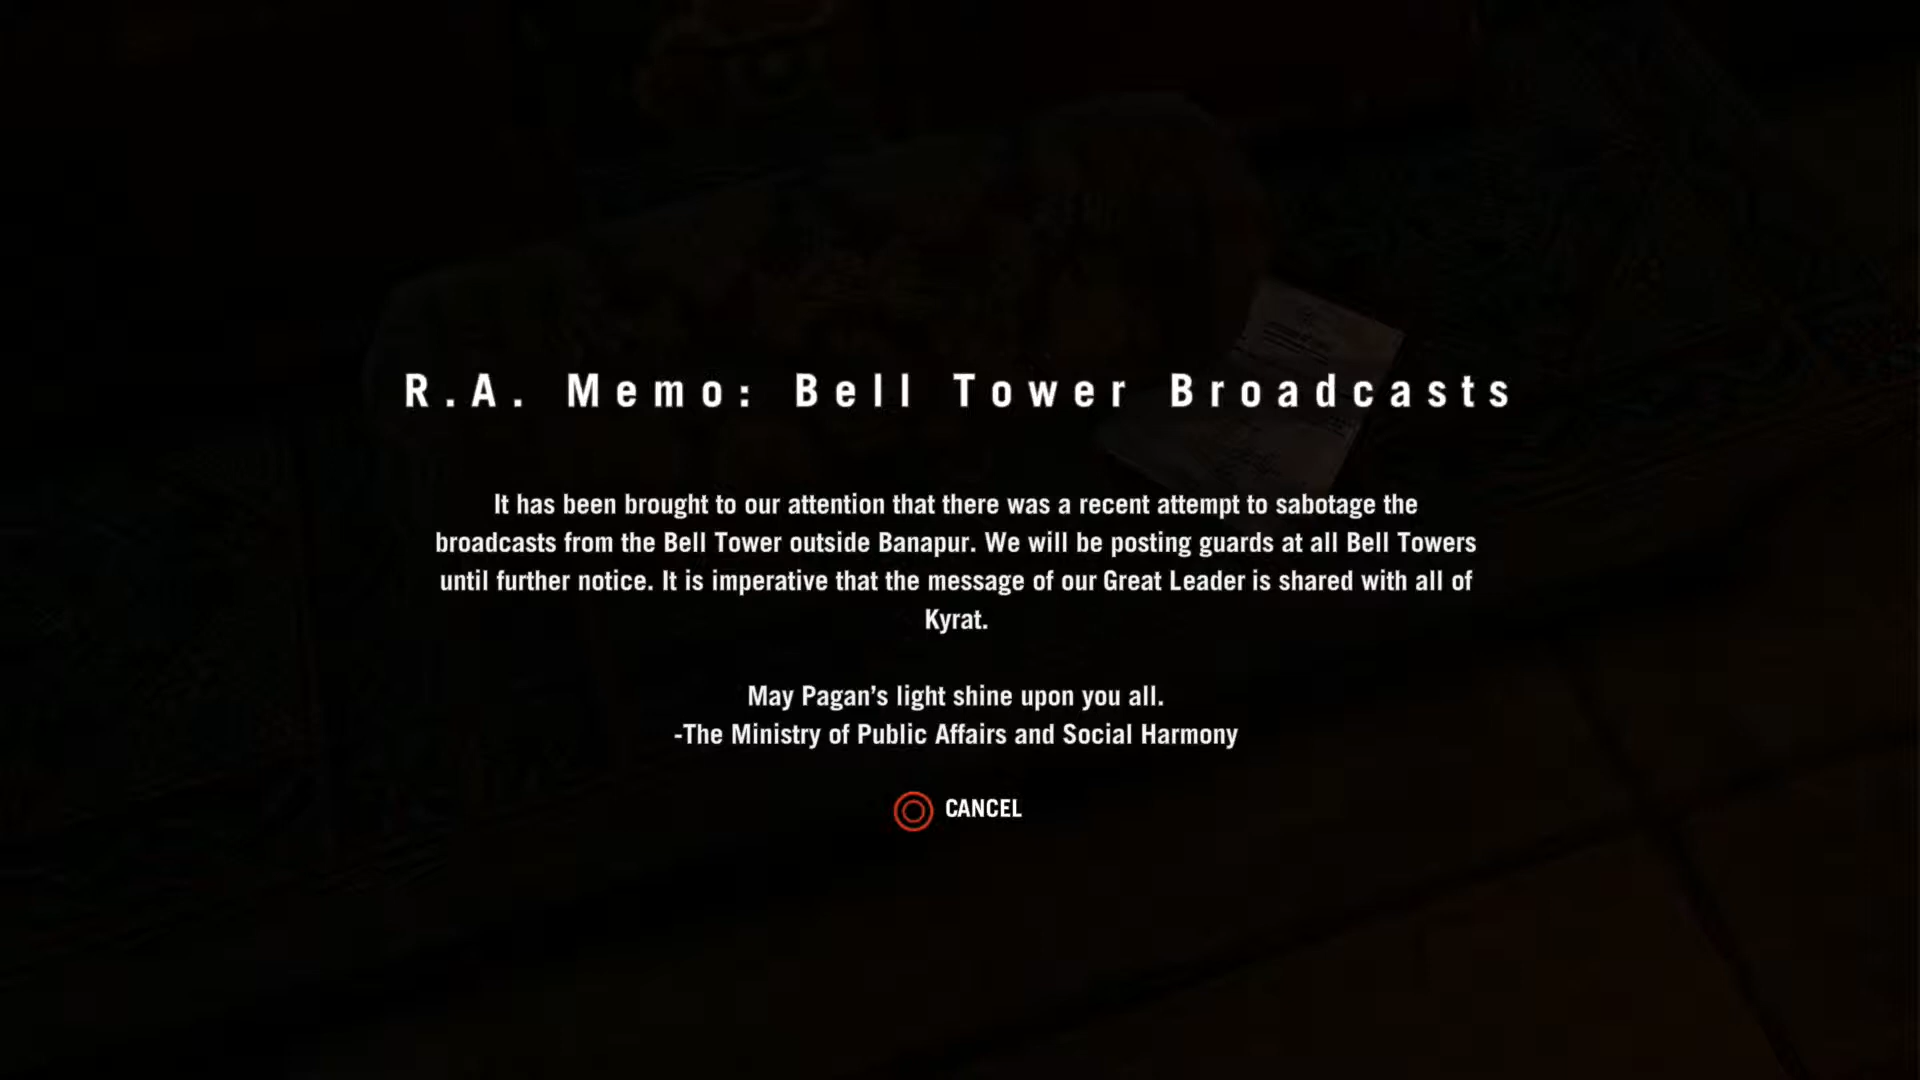 R.A. Memo: Bell Tower Broadcasts
It has been brought to our attention that there was a recent attempt to sabotage the
broadcasts from the Bell Tower outside Banapur. We will be posting guards at all Bell Towers
until further notice. It is imperative that the message of our Great Leader is shared with all of
Kyrat.
May Pagan’s light shine upon you all.
-The Ministry of Public Affairs and Social Harmony
CANCEL